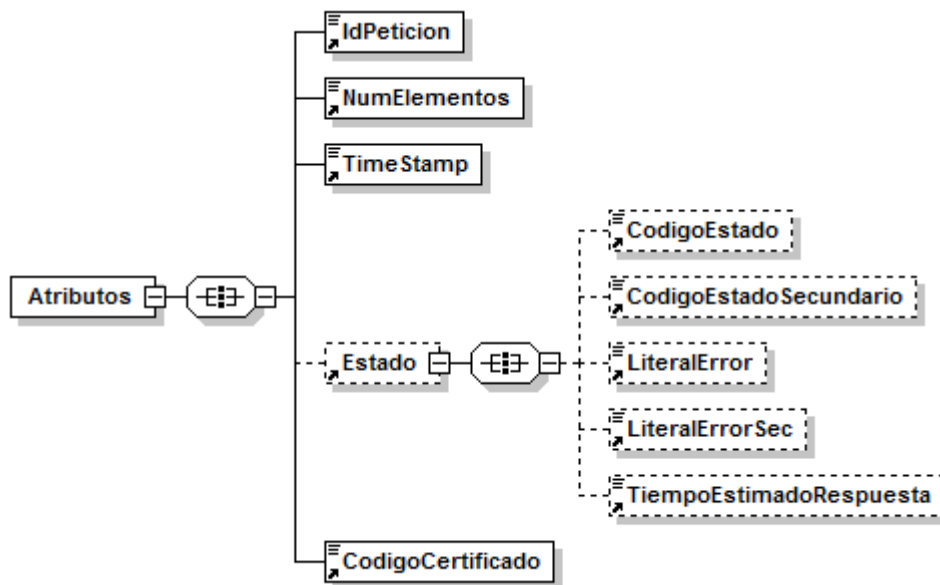 IdPeticion
NumElementos
TimeStamp
CodigoEstado
CodigoEstadoSecundario
Atributos
Estado
LiteralError
LiteralErrorSec
TiempoEstimadoRespuesta
CodigoCertificado